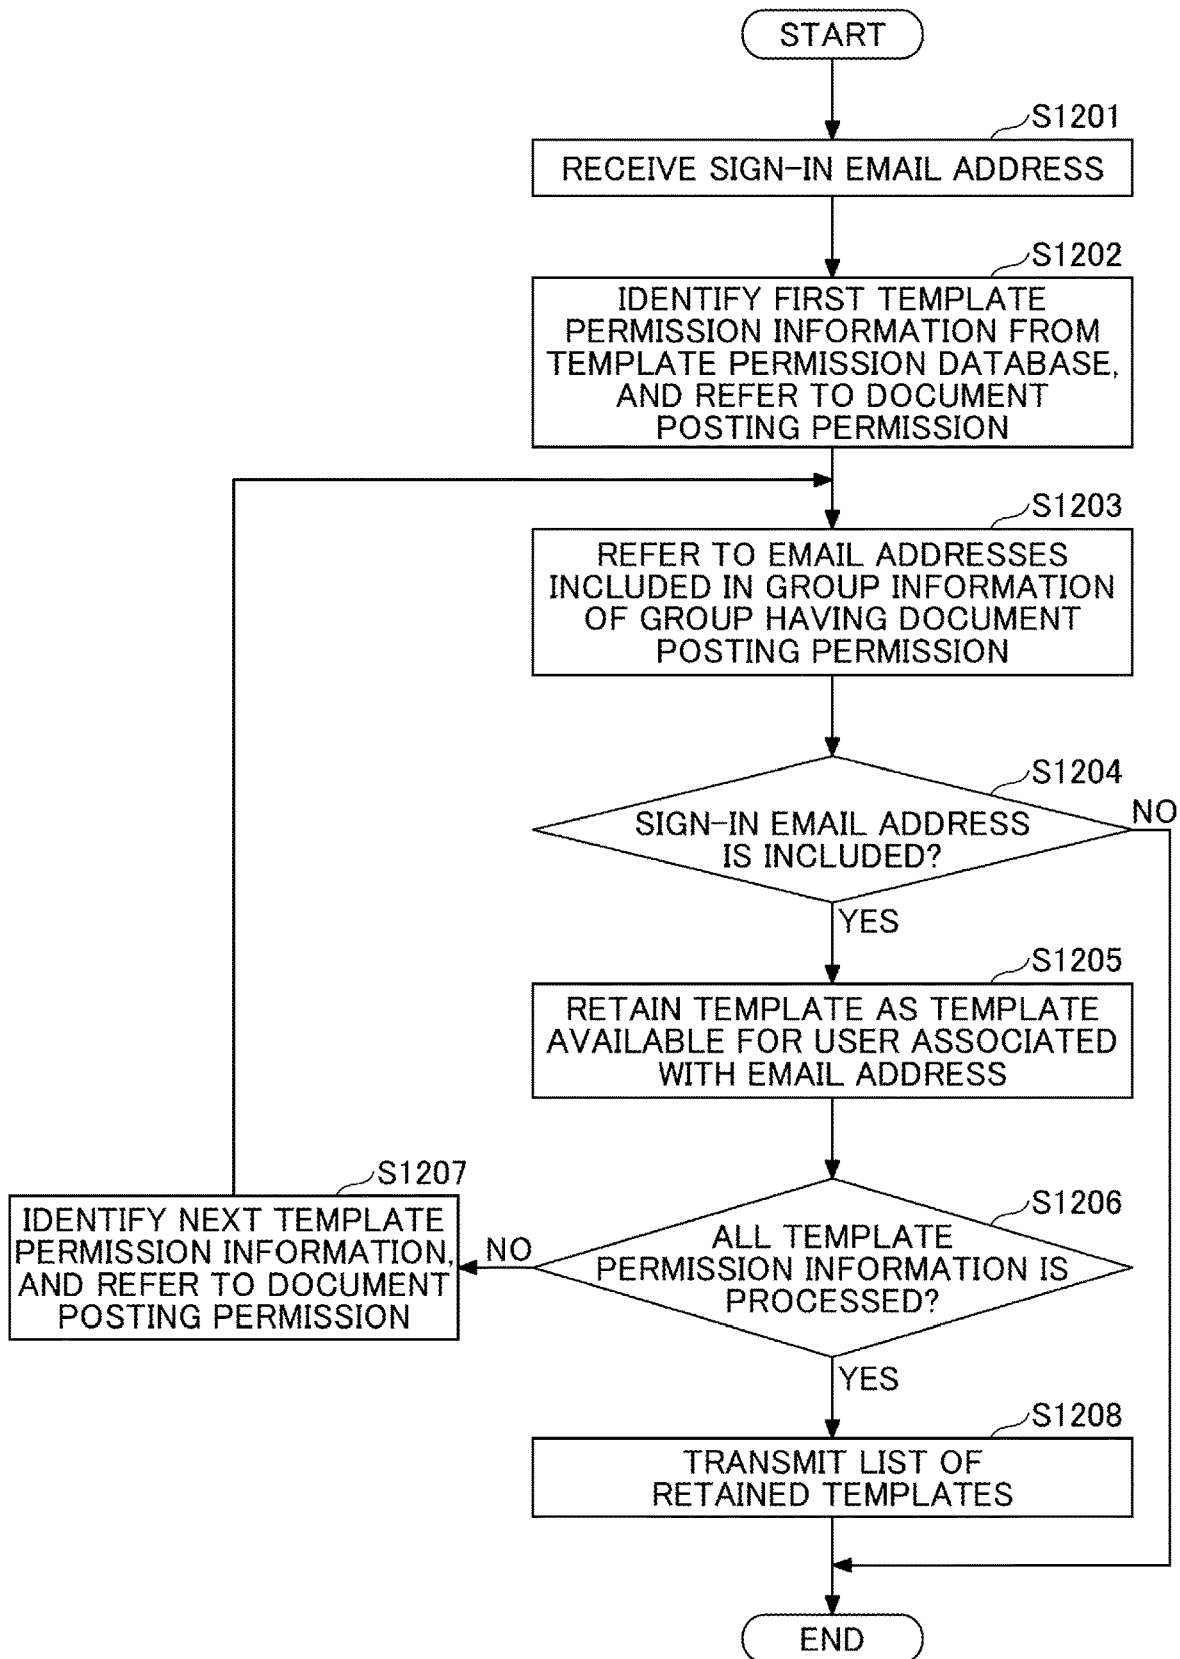 START
S1201
RECEIVE SIGN-IN EMAIL ADDRESS
S1202
IDENTIFY FIRST TEMPLATE
PERMISSION INFORMATION FROM
TEMPLATE PERMISSION DATABASE,
AND REFER TO DOCUMENT
POSTING PERMISSION
S1203
REFER TO EMAIL ADDRESSES
INCLUDED IN GROUP INFORMATION
OF GROUP HAVING DOCUMENT
POSTING PERMISSION
S1204
NO
SIGN-IN EMAIL ADDRESS
IS INCLUDED?
YES
S1205
RETAIN TEMPLATE AS TEMPLATE
AVAILABLE FOR USER ASSOCIATED
WITH EMAIL ADDRESS
S1206
ALL TEMPLATE
PERMISSION INFORMATION IS
PROCESSED?
NO
S1207
IDENTIFY NEXT TEMPLATE
PERMISSION INFORMATION,
AND REFER TO DOCUMENT
POSTING PERMISSION
YES
S1208
TRANSMIT LIST OF
RETAINED TEMPLATES
END